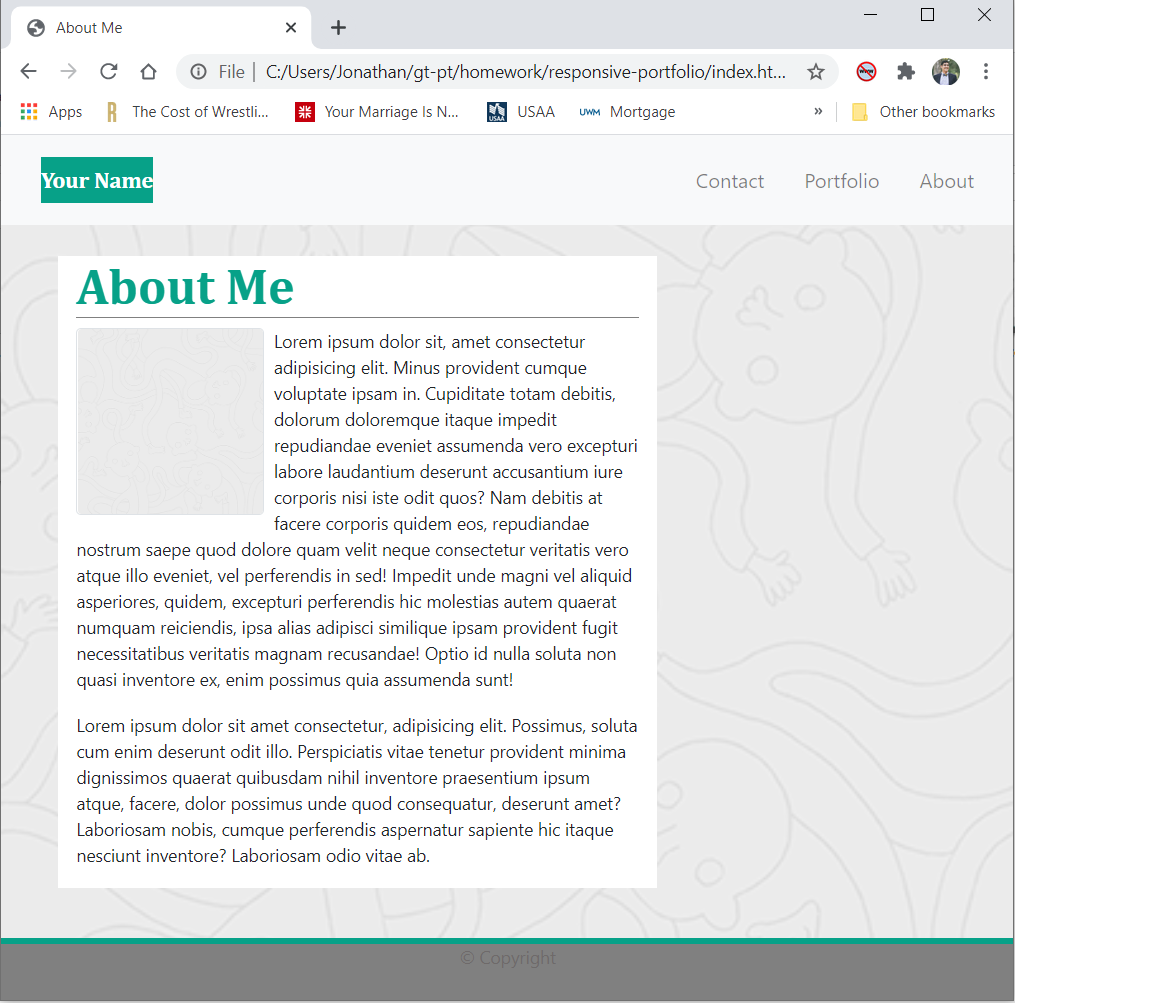 About Me
File
C:/Users/Jonathan/gt-pt/homework/responsive-portfolio/index.ht...
Apps
R
The Cost of Wrestli...
Your Marriage Is N...
USAA
USAA
UWM
Mortgage
»
Other bookmarks
Your Name
Contact
Portfolio
About
About Me
Lorem ipsum dolor sit, amet consectetur
adipisicing elit. Minus provident cumque
voluptate ipsam in. Cupiditate totam debitis,
dolorum doloremque itaque impedit
repudiandae eveniet assumenda vero excepturi
labore laudantium deserunt accusantium iure
corporis nisi iste odit quos? Nam debitis at
facere corporis quidem eos, repudiandae
nostrum saepe quod dolore quam velit neque consectetur veritatis vero
atque illo eveniet, vel perferendis in sed! Impedit unde magni vel aliquid
asperiores, quidem, excepturi perferendis hic molestias autem quaerat
numquam reiciendis, ipsa alias adipisci similique ipsam provident fugit
necessitatibus veritatis magnam recusandae! Optio id nulla soluta non
quasi inventore ex, enim possimus quia assumenda sunt!
Lorem ipsum dolor sit amet consectetur, adipisicing elit. Possimus, soluta
cum enim deserunt odit illo. Perspiciatis vitae tenetur provident minima
dignissimos quaerat quibusdam nihil inventore praesentium ipsum
atque, facere, dolor possimus unde quod consequatur, deserunt amet?
Laboriosam nobis, cumque perferendis aspernatur sapiente hic itaque
nesciunt inventore? Laboriosam odio vitae ab.
© Copyright